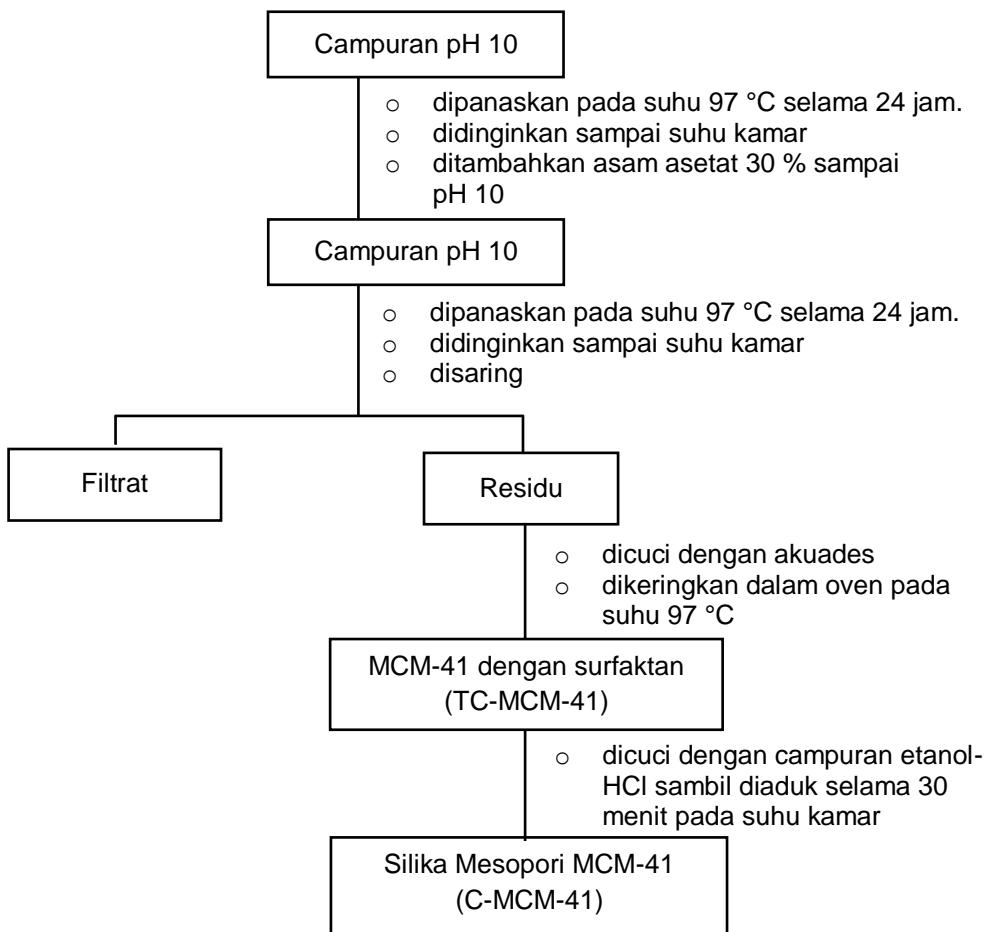 Campuran pH 10
○ dipanaskan pada suhu 97 °C selama 24 jam.
○ didinginkan sampai suhu kamar
○ ditambahkan asam asetat 30 % sampai
pH 10
Campuran pH 10
○ dipanaskan pada suhu 97 °C selama 24 jam.
○ didinginkan sampai suhu kamar
○ disaring
Filtrat
Residu
○ dicuci dengan akuades
○ dikeringkan dalam oven pada
suhu 97 °C
MCM-41 dengan surfaktan
(TC-MCM-41)
○ dicuci dengan campuran etanol-
HCl sambil diaduk selama 30
menit pada suhu kamar
Silika Mesopori MCM-41
(C-MCM-41)